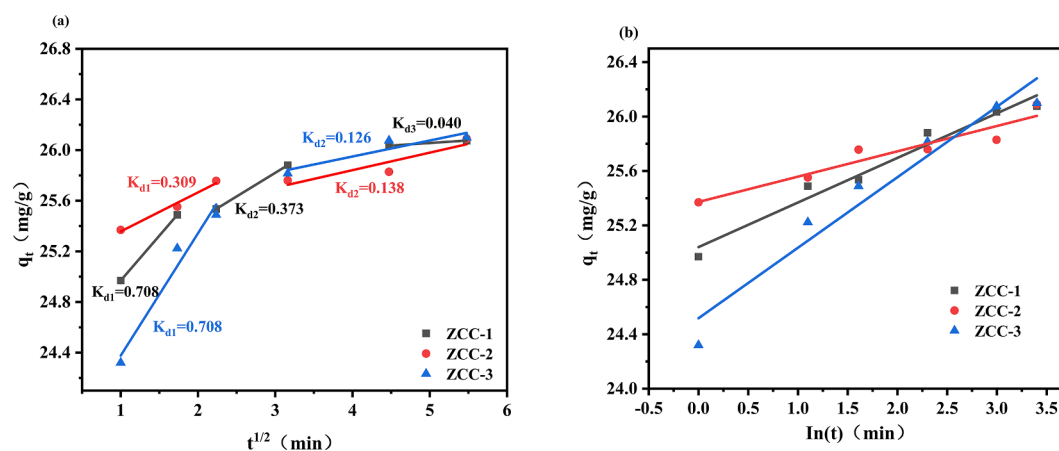 (a)
26.8
26.4
26.0
25.6
25.2
24.8
24.4
qt（mg/g）
Kd1=0.309
Kd2=0.126
Kd3=0.040
Kd2=0.138
Kd2=0.373
Kd1=0.708
Kd1=0.708
ZCC-1
ZCC-2
ZCC-3
1 2 3 4 5 6
t1/2（min）
(b)
26.4
26.0
25.6
25.2
24.8
24.4
24.0
qt（mg/g）
ZCC-1
ZCC-2
ZCC-3
-0.5 0.0 0.5 1.0 1.5 2.0 2.5 3.0 3.5
In(t)（min）